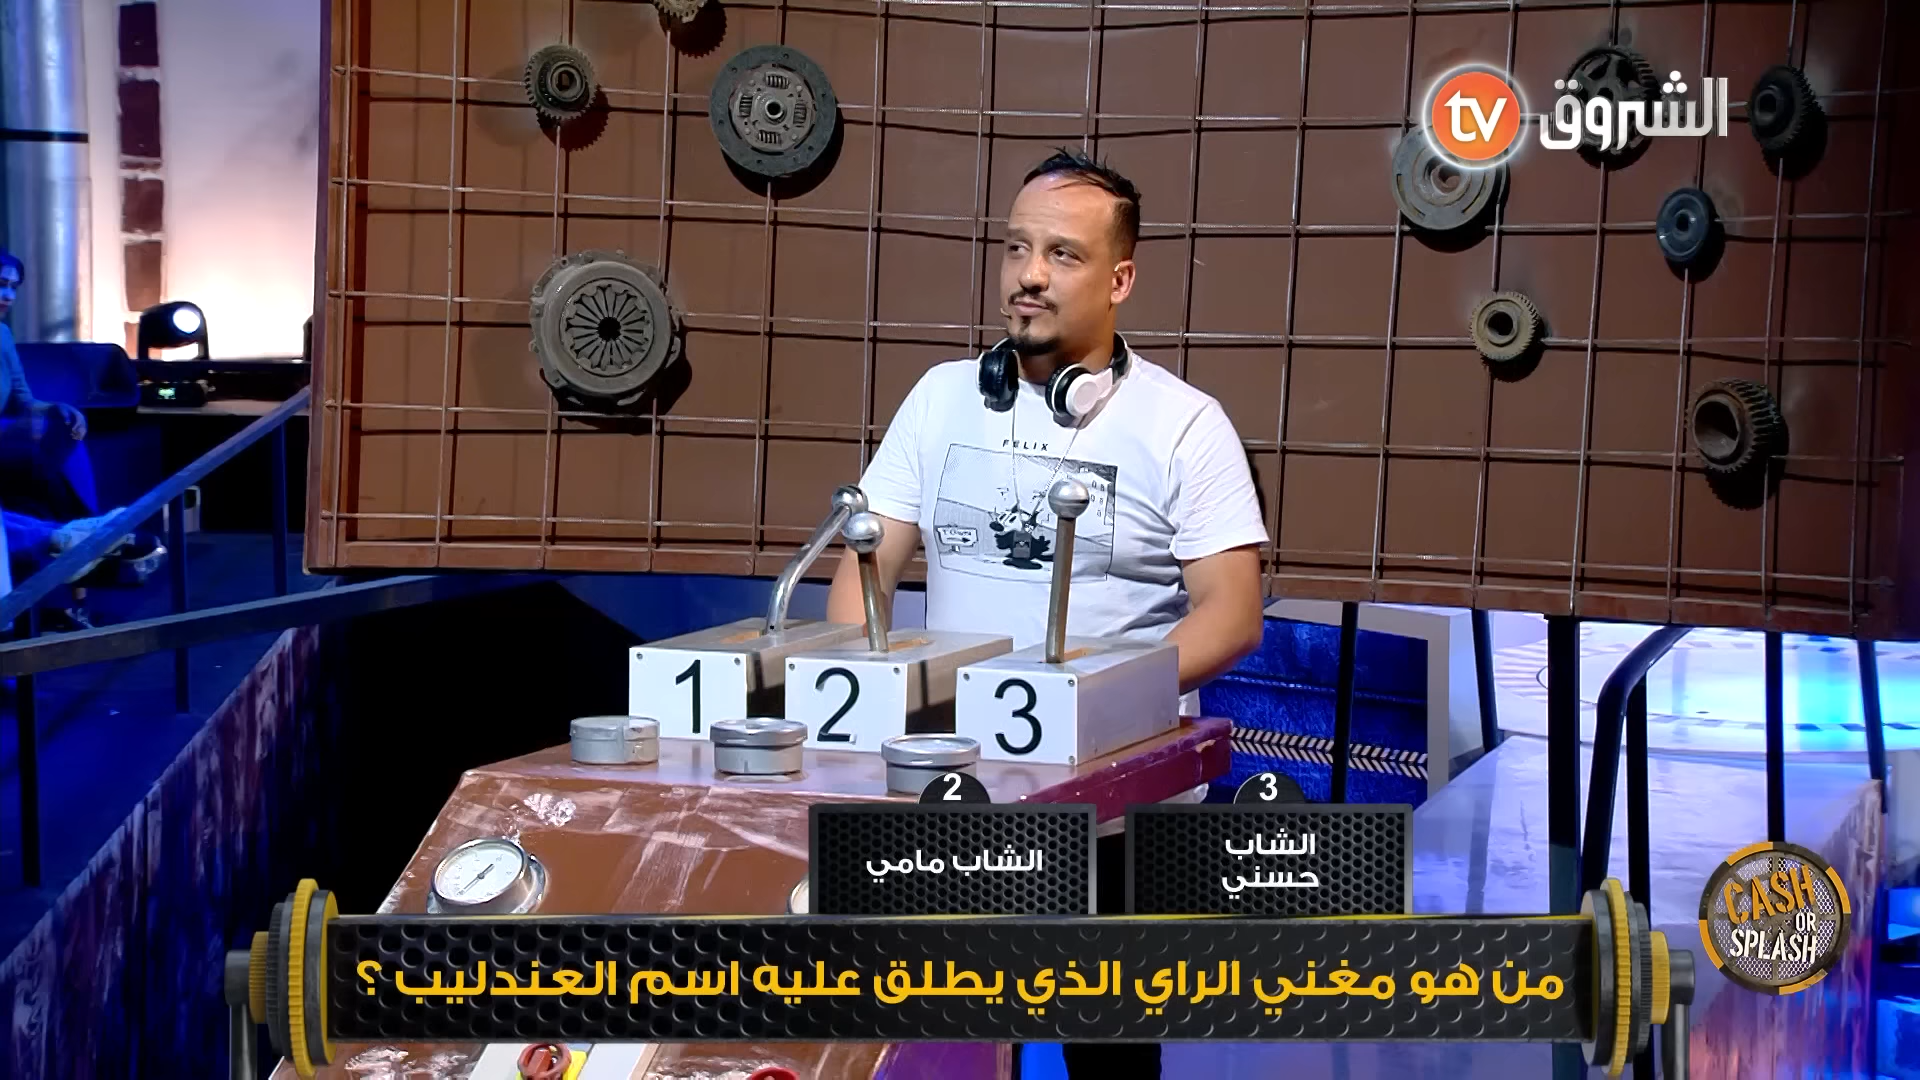 tv الشروق
FELIX
1
2
3
2
3
الشاب مامي
الشاب
حسني
من هو مغني الراي الذي يطلق عليه اسم العندليب ؟
CASH
OR
SPLASH